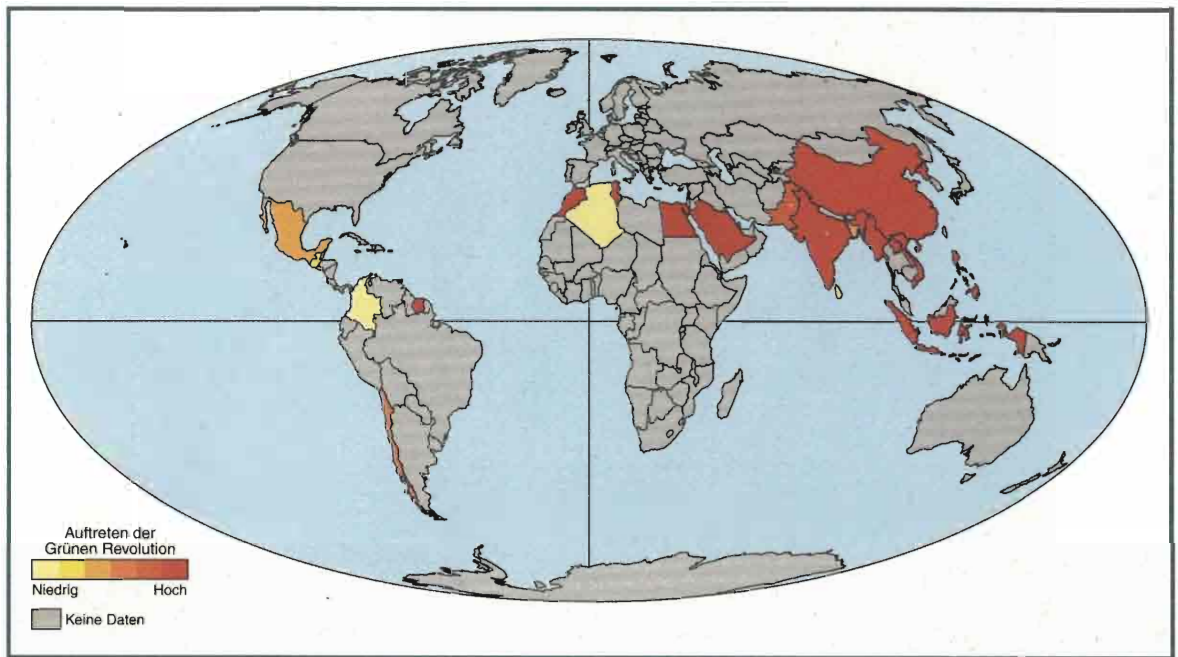 Auftreten der
Grünen Revolution
Niedrig Hoch
Keine Daten